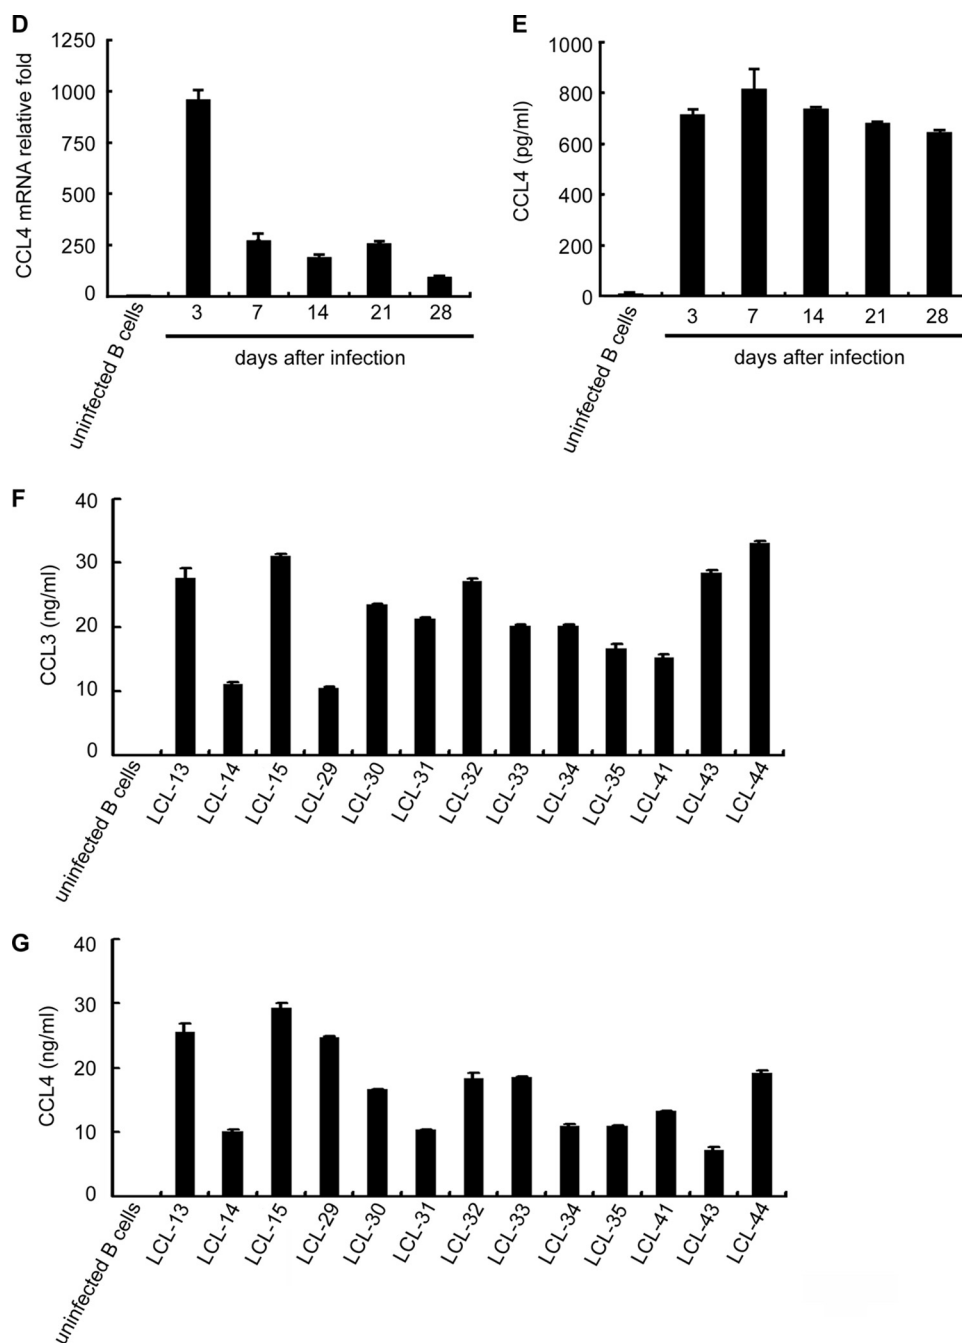 D
CCL4 mRNA relative fold
1250
1000
750
500
250
0
uninfected B cells
3 7 14 21 28
days after infection
E
CCL4 (pg/ml)
1000
800
600
400
200
0
uninfected B cells
3 7 14 21 28
days after infection
F
CCL3 (ng/ml)
40
30
20
10
0
uninfected B cells
LCL-13
LCL-14
LCL-15
LCL-29
LCL-30
LCL-31
LCL-32
LCL-33
LCL-34
LCL-35
LCL-41
LCL-43
LCL-44
G
CCL4 (ng/ml)
40
30
20
10
0
uninfected B cells
LCL-13
LCL-14
LCL-15
LCL-29
LCL-30
LCL-31
LCL-32
LCL-33
LCL-34
LCL-35
LCL-41
LCL-43
LCL-44